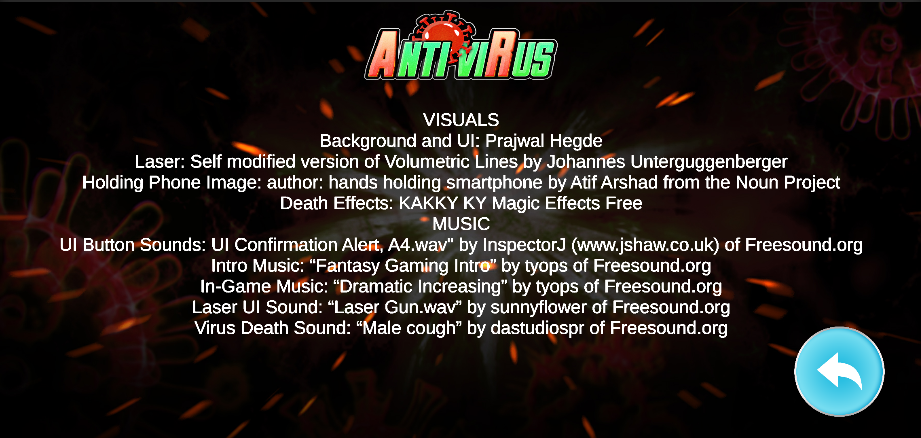 ANTIVIRUS
VISUALS
Background and UI: Prajwal Hegde
Laser: Self modified version of Volumetric Lines by Johannes Unterguggenberger
Holding Phone Image: author: hands holding smartphone by Atif Arshad from the Noun Project
Death Effects: KAKKY KY Magic Effects Free
MUSIC
UI Button Sounds: UI Confirmation Alert, A4.wav" by InspectorJ (www.jshaw.co.uk) of Freesound.org
Intro Music: “Fantasy Gaming Intro” by tyops of Freesound.org
In-Game Music: “Dramatic Increasing” by tyops of Freesound.org
Laser UI Sound: “Laser Gun.wav” by sunnyflower of Freesound.org
Virus Death Sound: “Male cough” by dastudiospr of Freesound.org